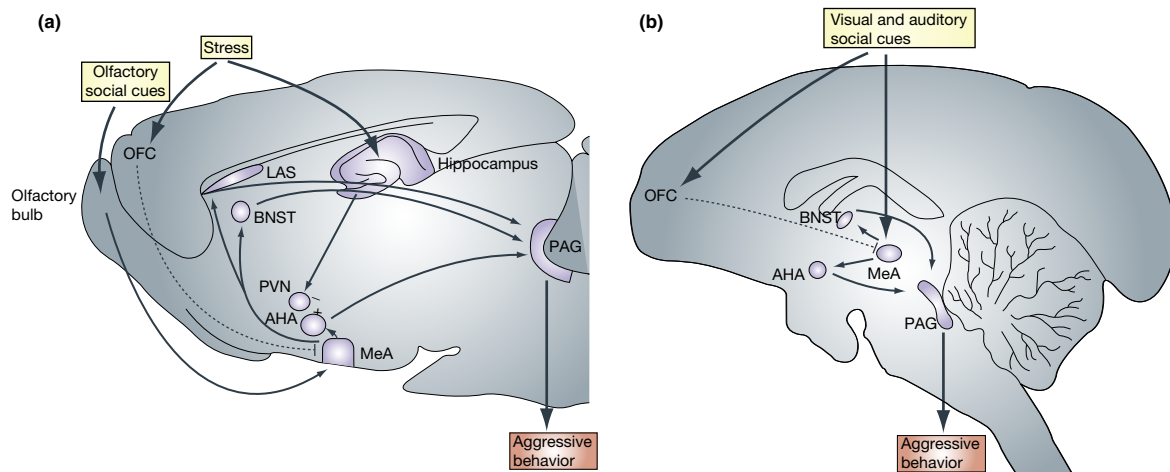 (a)
Stress
Olfactory
social cues
OFC
Hippocampus
LAS
Olfactory
bulb
BNST
PAG
PVN
–
+
AHA
MeA
Aggressive
behavior
(b)
Visual and auditory
social cues
OFC
BNST
MeA
AHA
PAG
Aggressive
behavior